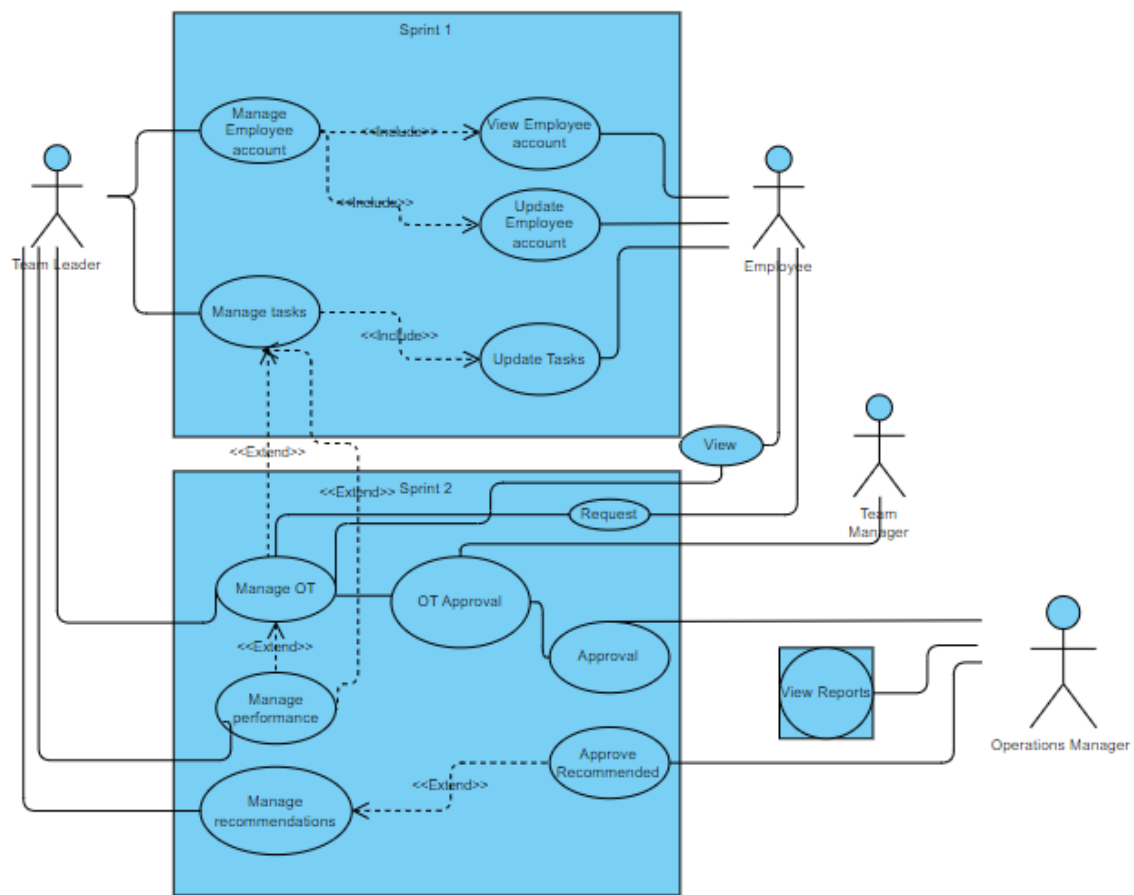 Sprint 1
Manage
Employee
account
<<Include>>
View Employee
account
<<Include>>
Update
Employee
account
Team Leader
Employee
Manage tasks
<<Include>>
Update Tasks
<<Extend>>
View
<<Extend>>
Sprint 2
Request
Team
Manager
Manage OT
OT Approval
<<Extend>>
Approval
Manage
performance
View Reports
Operations Manager
Approve
Recommended
<<Extend>>
Manage
recommendations